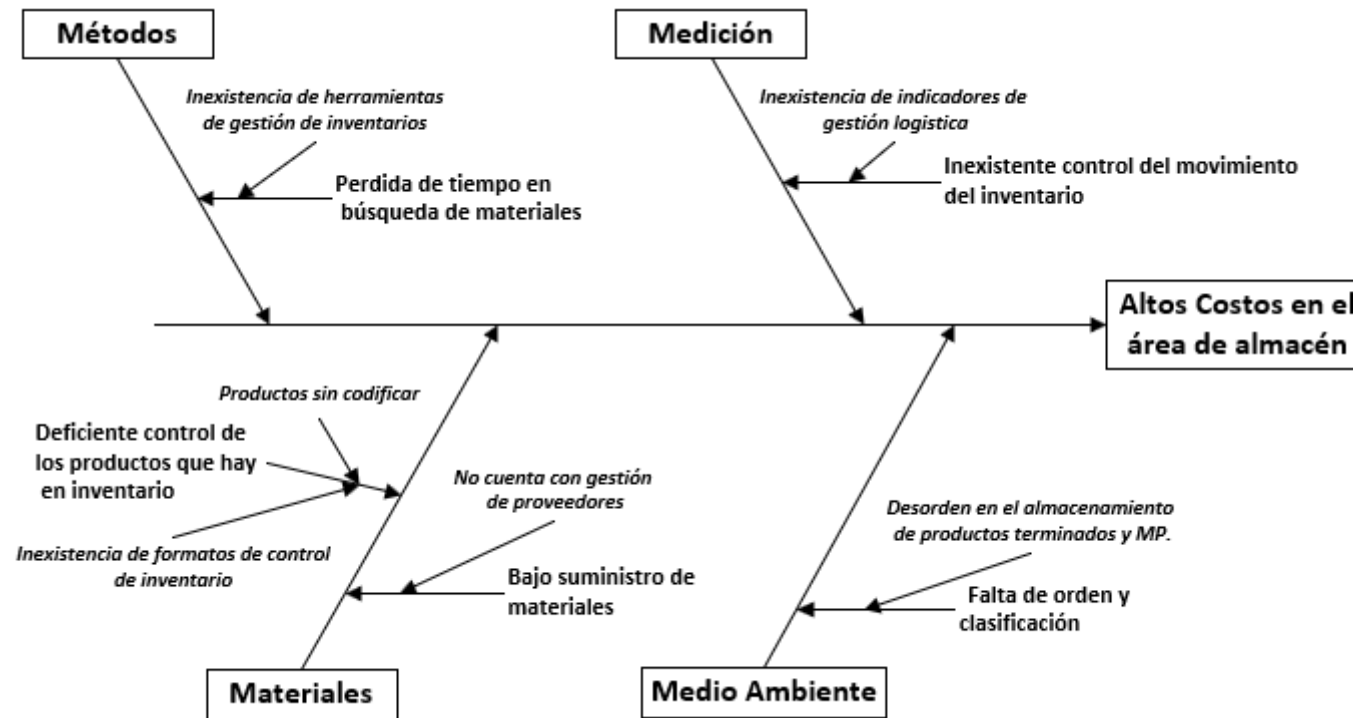 Métodos
Medición
Inexistencia de herramientas
de gestión de inventarios
Perdida de tiempo en
búsqueda de materiales
Inexistencia de indicadores de
gestión logistica
Inexistente control del movimiento
del inventario
Altos Costos en el
área de almacén
Productos sin codificar
Deficiente control de
los productos que hay
en inventario
Inexistencia de formatos de control
de inventario
No cuenta con gestión
de proveedores
Bajo suministro de
materiales
Desorden en el almacenamiento
de productos terminados y MP.
Falta de orden y
clasificación
Materiales
Medio Ambiente